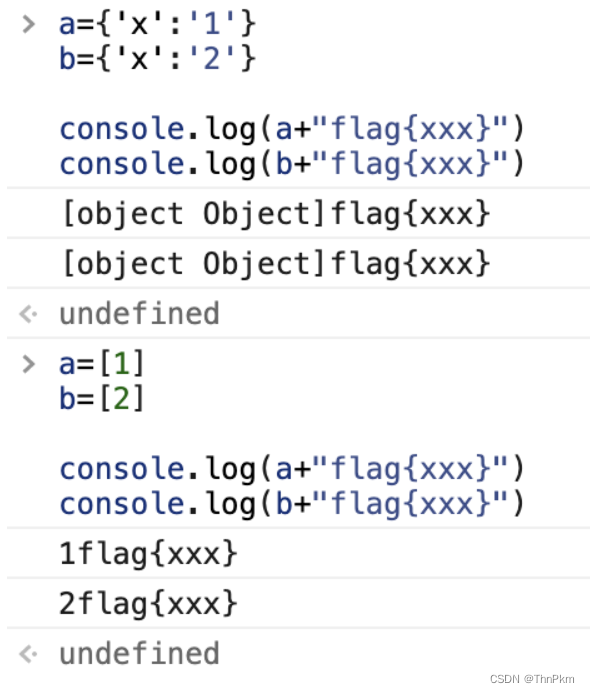 > a={'x':'1'}
b={'x':'2'}
console.log(a+"flag{xxx}")
console.log(b+"flag{xxx}")
[object Object]flag{xxx}
[object Object]flag{xxx}
undefined
> a=[1]
b=[2]
console.log(a+"flag{xxx}")
console.log(b+"flag{xxx}")
1flag{xxx}
2flag{xxx}
undefined
CSDN @ThnPkm